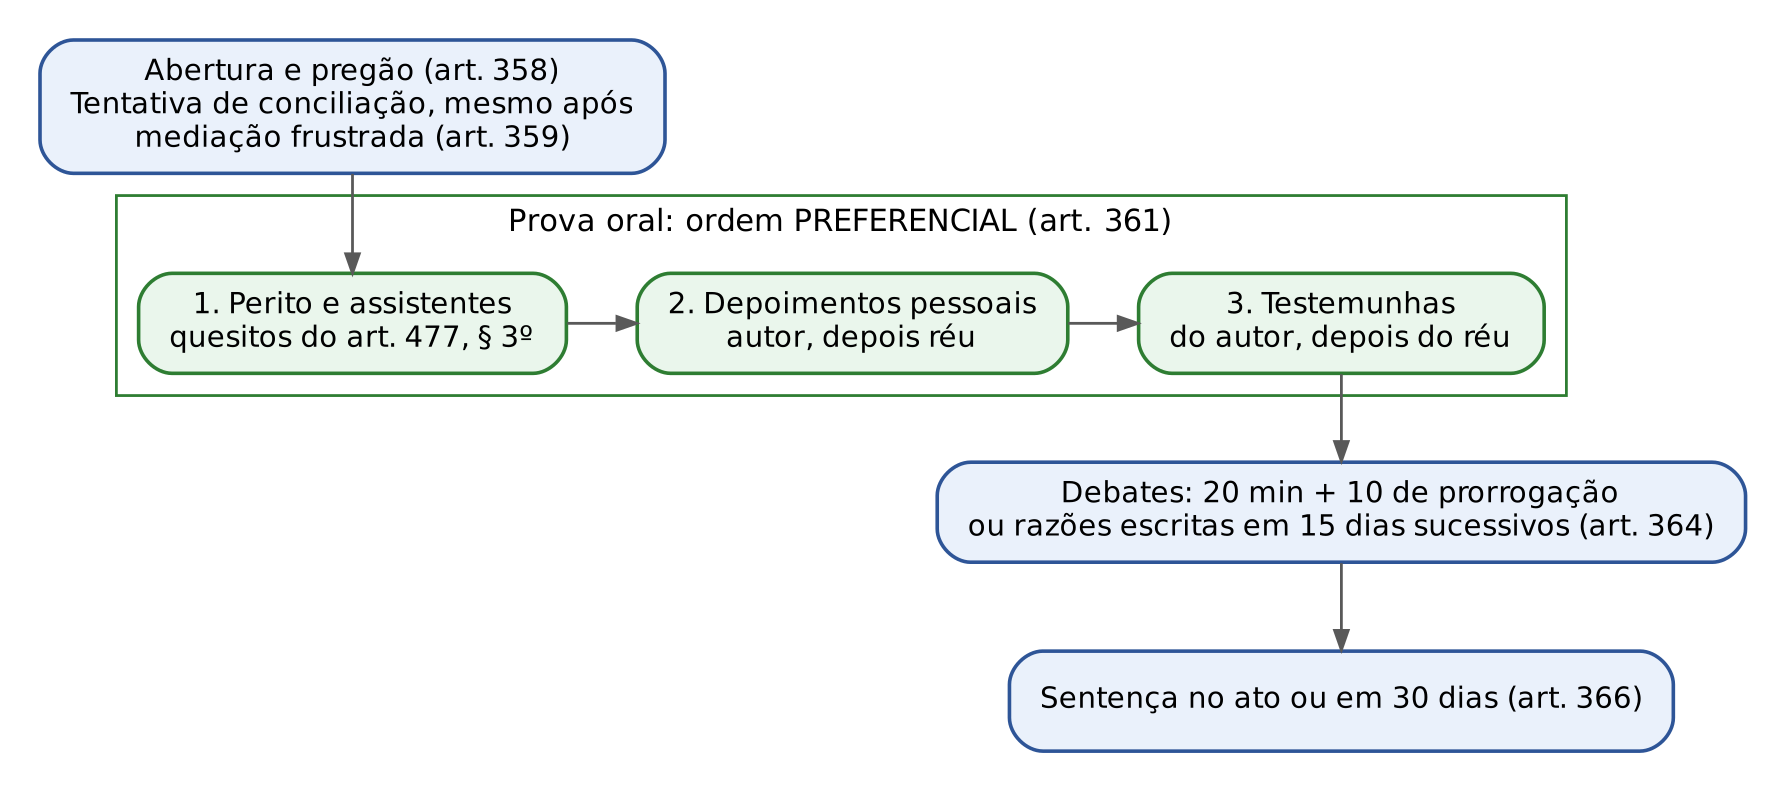 Abertura e pregão (art. 358)
Tentativa de conciliação, mesmo após
mediação frustrada (art. 359)
Prova oral: ordem PREFERENCIAL (art. 361)
1. Perito e assistentes
quesitos do art. 477, § 3º
2. Depoimentos pessoais
autor, depois réu
3. Testemunhas
do autor, depois do réu
Debates: 20 min + 10 de prorrogação
ou razões escritas em 15 dias sucessivos (art. 364)
Sentença no ato ou em 30 dias (art. 366)